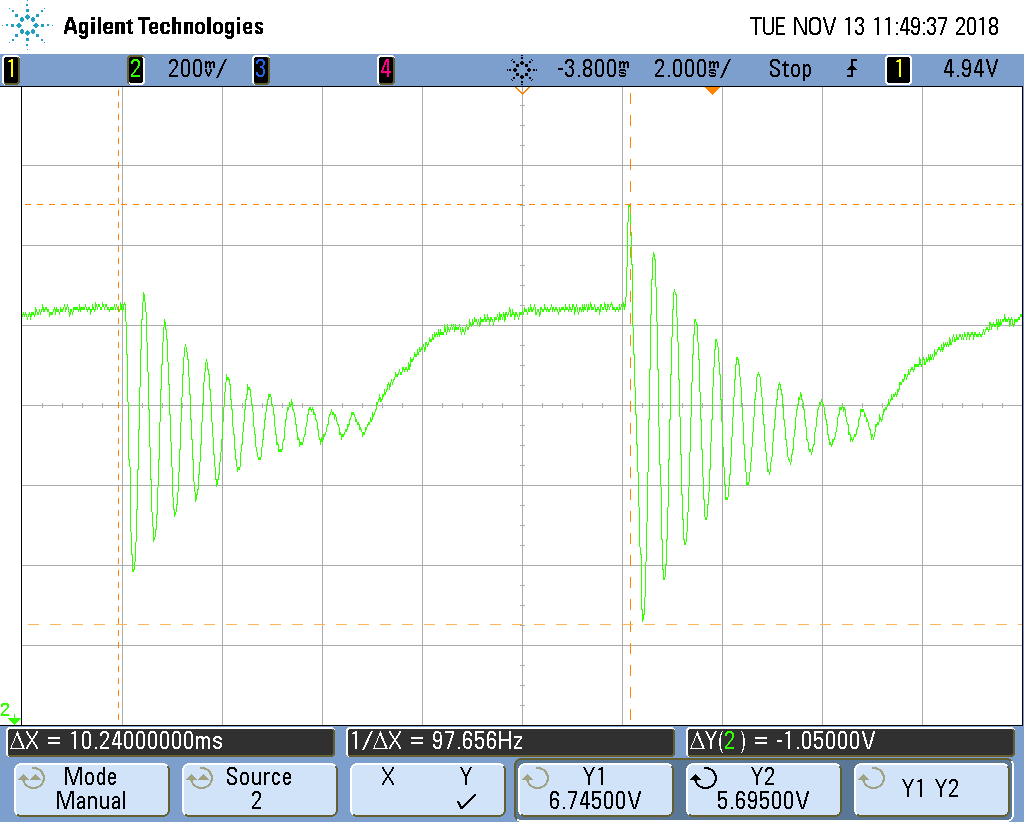 Agilent Technologies
TUE NOV 13 11:49:37 2018
1 2 200mV/ 3 4 -3.800ms 2.000ms/ Stop 1 4.94V
2
ΔX = 10.24000000ms 1/ΔX = 97.656Hz ΔY(2) = -1.05000V
Mode
Manual
Source
2
X Y
✓
Y1
6.74500V
Y2
5.69500V
Y1 Y2